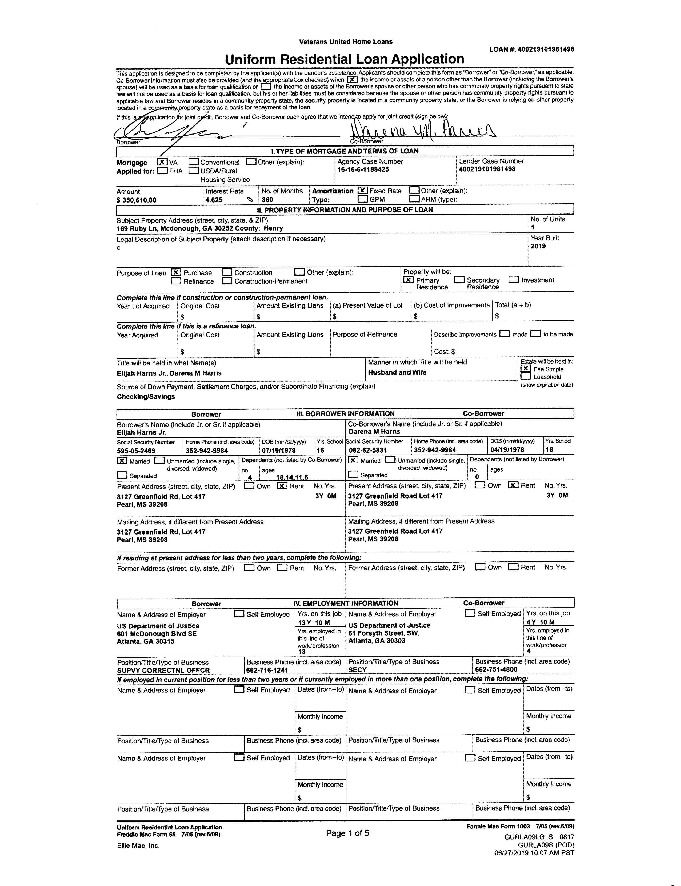 Veterans United Home Loans
LOAN #: 400219101981498
Uniform Residential Loan Application
This application is designed to be completed by the applicant(s) with the Lender's assistance. Applicants should complete this form as "Borrower" or "Co-Borrower," as applicable.
Co-Borrower information must also be provided (and the appropriate box checked) when [X] the income or assets of a person other than the Borrower (including the Borrower's
spouse) will be used as a basis for loan qualification or [ ] the income or assets of the Borrower's spouse or other person who has community property rights pursuant to state
law will not be used as a basis for loan qualification, but his or her liabilities must be considered because the spouse or other person has community property rights pursuant to
applicable law and Borrower resides in a community property state, the security property is located in a community property state, or the Borrower is relying on other property
located in a community property state as a basis for repayment of the loan.
If this is an application for joint credit, Borrower and Co-Borrower each agree that we intend to apply for joint credit (sign below):
Borrower Co-Borrower
I. TYPE OF MORTGAGE AND TERMS OF LOAN
Mortgage [X] VA [ ] Conventional [ ] Other (explain): Agency Case Number Lender Case Number
Applied for: [ ] FHA [ ] USDA/Rural 400219101981498
Housing Service
Amount Interest Rate No. of Months Amortization [X] Fixed Rate [ ] Other (explain):
$ 350,610.00 4.625 % 360 Type: [ ] GPM [ ] ARM (type):
II. PROPERTY INFORMATION AND PURPOSE OF LOAN
Subject Property Address (street, city, state, & ZIP) No. of Units
169 Ruby Ln, Mcdonough, GA 30252 County: Henry 1
Legal Description of Subject Property (attach description if necessary) Year Built
c 2019
Purpose of Loan [X] Purchase [ ] Construction [ ] Other (explain): Property will be:
[ ] Refinance [ ] Construction-Permanent [X] Primary Residence [ ] Secondary Residence [ ] Investment
Complete this line if construction or construction-permanent loan.
Year Lot Acquired Original Cost Amount Existing Liens (a) Present Value of Lot (b) Cost of Improvements Total (a + b)
$ $ $ $ $
Complete this line if this is a refinance loan.
Year Acquired Original Cost Amount Existing Liens Purpose of Refinance Describe Improvements [ ] made [ ] to be made
$ $ Cost: $
Title will be held in what Name(s) Manner in which Title will be held Estate will be held in:
Elijah Harns Jr, Darena M Harns Husband and Wife [X] Fee Simple
[ ] Leasehold
Source of Down Payment, Settlement Charges, and/or Subordinate Financing (explain) (show expiration date)
Checking/Savings
Borrower III. BORROWER INFORMATION Co-Borrower
Borrower's Name (include Jr. or Sr. if applicable) Co-Borrower's Name (include Jr. or Sr. if applicable)
Elijah Harns Jr. Darena M Harns
Social Security Number Home Phone (incl. area code) DOB (mm/dd/yyyy) Yrs. School Social Security Number Home Phone (incl. area code) DOB (mm/dd/yyyy) Yrs. School
595-05-2469 352-942-9984 07/19/1978 16 352-942-9984 04/19/1978 18
[X] Married [ ] Unmarried (include single, divorced, widowed) Dependents (not listed by Co-Borrower) [X] Married [ ] Unmarried (include single, divorced, widowed) Dependents (not listed by Borrower)
[ ] Separated no. 4 ages [ ] Separated no. 0 ages
Present Address (street, city, state, ZIP) [ ] Own [X] Rent No. Yrs. Present Address (street, city, state, ZIP) [ ] Own [X] Rent No. Yrs.
3127 Greenfield Rd, Lot 417 3Y 0M 3127 Greenfield Road Lot 417 3Y 0M
Pearl, MS 39208 Pearl, MS 39208
Mailing Address, if different from Present Address Mailing Address, if different from Present Address
3127 Greenfield Rd, Lot 417 3127 Greenfield Road Lot 417
Pearl, MS 39208 Pearl, MS 39208
If residing at present address for less than two years, complete the following:
Former Address (street, city, state, ZIP) [ ] Own [ ] Rent No. Yrs. Former Address (street, city, state, ZIP) [ ] Own [ ] Rent No. Yrs.
Borrower IV. EMPLOYMENT INFORMATION Co-Borrower
Name & Address of Employer [ ] Self Employed Yrs. on this job Name & Address of Employer [ ] Self Employed Yrs. on this job
US Department of Justice 13Y 10 M US Department of Justice 4Y 10 M
601 McDonough Blvd SE Yrs. employed in this line of work/profession 61 Forsyth Street, SW, Yrs. employed in this line of work/profession
Atlanta, GA 30315 13 Atlanta, GA 30303 4
Position/Title/Type of Business Business Phone (incl. area code) Position/Title/Type of Business Business Phone (incl. area code)
SUPVY CORRECTNL OFFCR 662-716-1241 SECY 662-751-4800
If employed in current position for less than two years or if currently employed in more than one position, complete the following:
Name & Address of Employer [ ] Self Employed Dates (from–to) Name & Address of Employer [ ] Self Employed Dates (from–to)
Monthly Income Monthly Income
$ $
Position/Title/Type of Business Business Phone (incl. area code) Position/Title/Type of Business Business Phone (incl. area code)
Name & Address of Employer [ ] Self Employed Dates (from–to) Name & Address of Employer [ ] Self Employed Dates (from–to)
Monthly Income Monthly Income
$ $
Position/Title/Type of Business Business Phone (incl. area code) Position/Title/Type of Business Business Phone (incl. area code)
Uniform Residential Loan Application Fannie Mae Form 1003 7/05 (rev.6/09)
Freddie Mac Form 65 7/05 (rev.6/09) Page 1 of 5
Ellie Mae, Inc. GURLA09LG_S 0817
GURLA09S (POD)
06/27/2019 10:07 AM PST